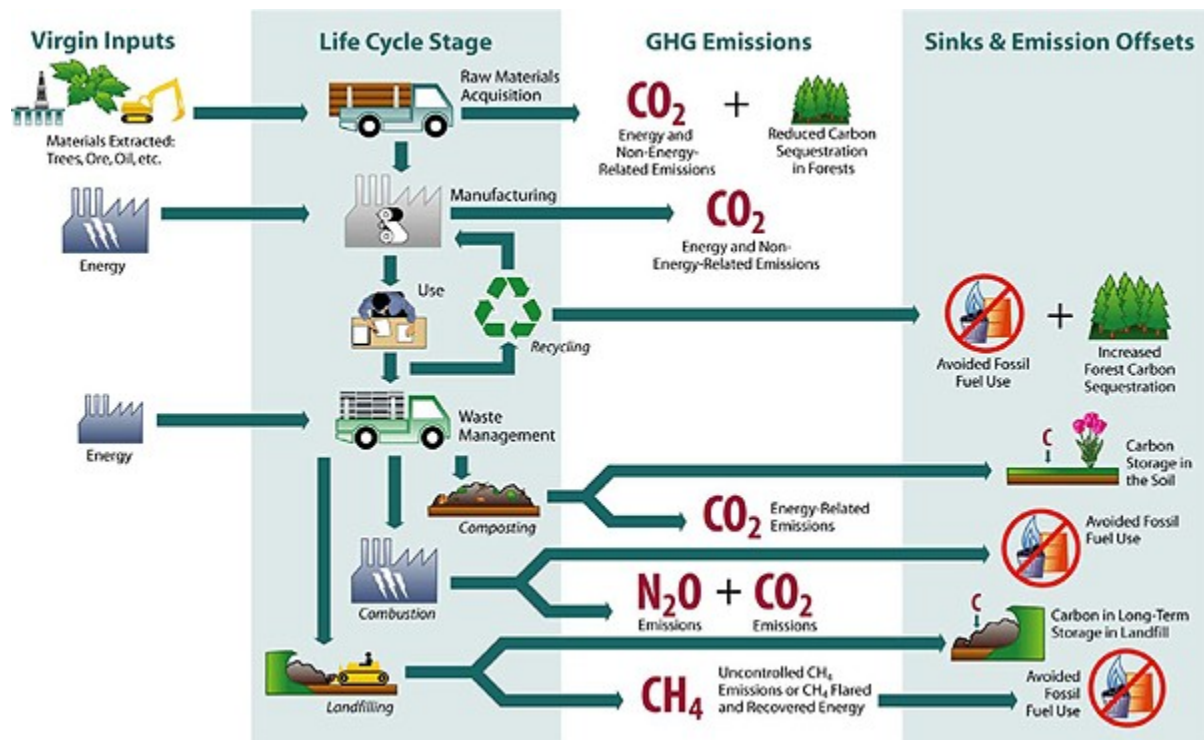 Virgin Inputs
Life Cycle Stage
GHG Emissions
Sinks & Emission Offsets
Materials Extracted:
Trees, Ore, Oil, etc.
Raw Materials
Acquisition
CO₂
Energy and
Non-Energy-
Related Emissions
+
Reduced Carbon
Sequestration
in Forests
Energy
Manufacturing
CO₂
Energy and Non-
Energy-Related Emissions
Use
Recycling
Avoided Fossil
Fuel Use
+
Increased
Forest Carbon
Sequestration
Energy
Waste
Management
Composting
C
Carbon
Storage in
the Soil
CO₂
Energy-Related
Emissions
Combustion
Avoided Fossil
Fuel Use
N₂O + CO₂
Emissions Emissions
Landfilling
C
Carbon in Long-Term
Storage in Landfill
CH₄
Uncontrolled CH₄
Emissions or CH₄ Flared
and Recovered Energy
Avoided
Fossil
Fuel Use